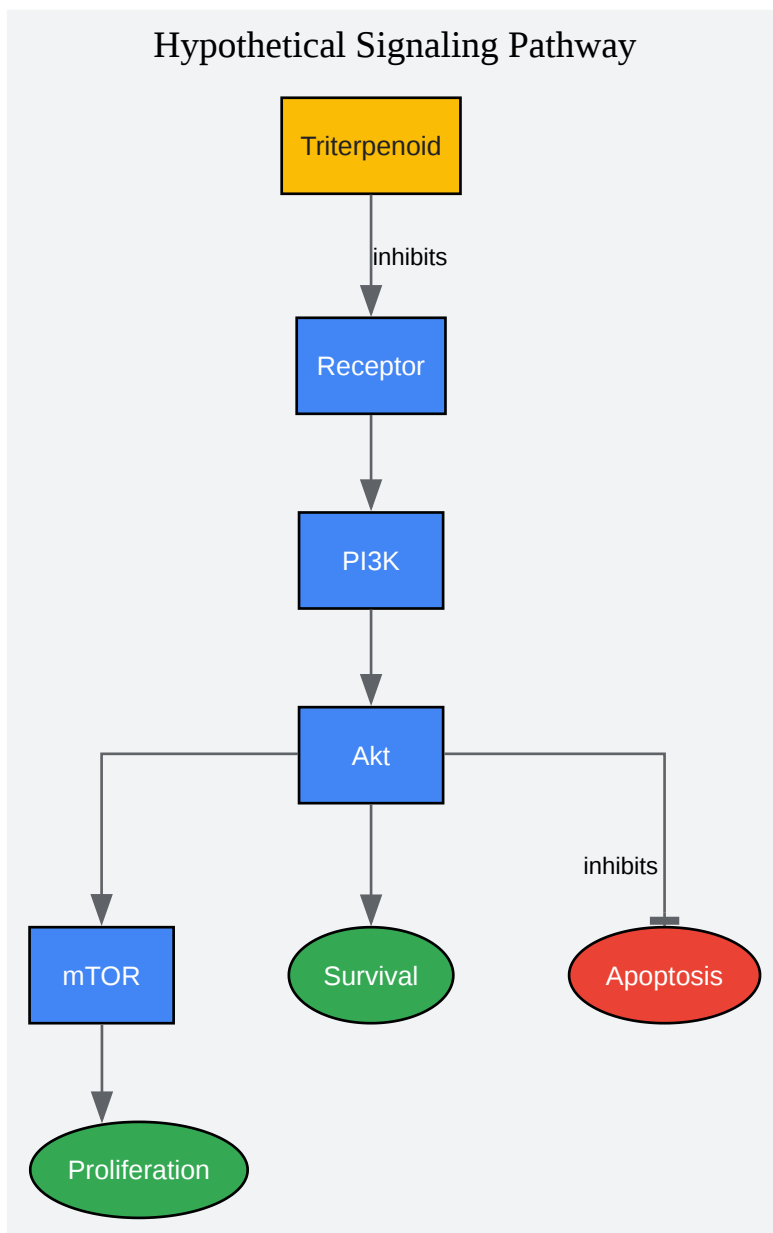 Hypothetical Signaling Pathway
Triterpenoid
inhibits
Receptor
PI3K
Akt
inhibits
mTOR
Survival
Apoptosis
Proliferation